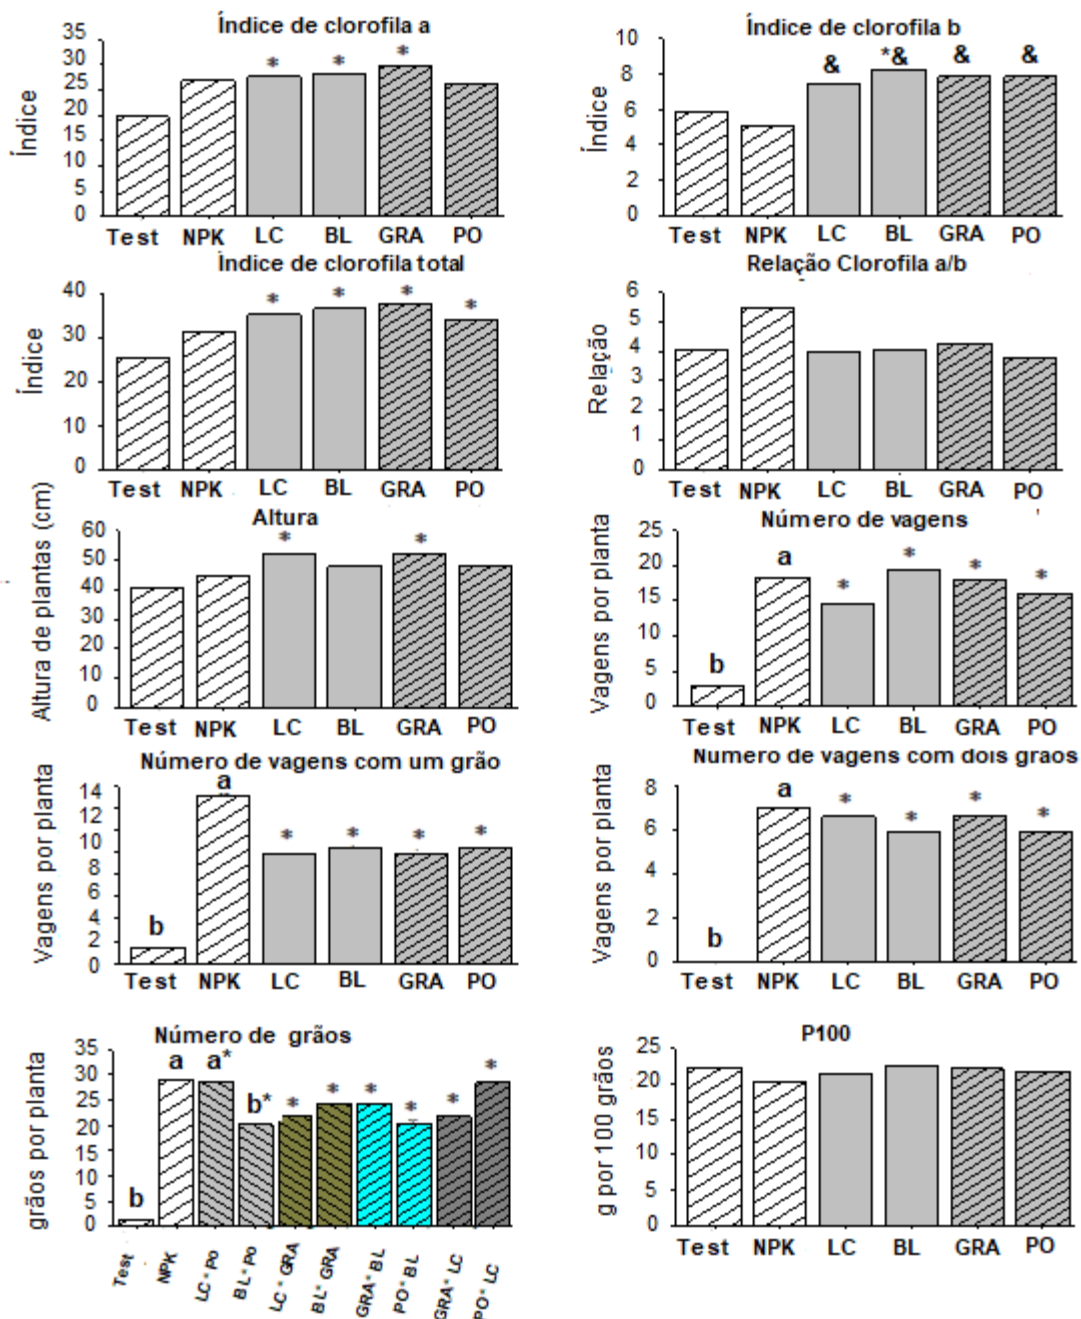 Índice de clorofila a
35
30
25
20
15
10
5
0
Índice
* * *
Test NPK LC BL GRA PO
Índice de clorofila b
10
8
6
4
2
0
Índice
& *& & &
Test NPK LC BL GRA PO
Índice de clorofila total
40
30
20
10
0
Índice
* * * *
Test NPK LC BL GRA PO
Relação Clorofila a/b
6
5
4
3
2
1
0
Relação
Test NPK LC BL GRA PO
Altura
60
50
40
30
20
10
0
Altura de plantas (cm)
* *
Test NPK LC BL GRA PO
Número de vagens
25
20
15
10
5
0
Vagens por planta
b a * * * *
Test NPK LC BL GRA PO
Número de vagens com um grão
14
12
10
8
6
4
2
0
Vagens por planta
b a * * * *
Test NPK LC BL GRA PO
Numero de vagens com dois graos
8
6
4
2
0
Vagens por planta
b a * * * *
Test NPK LC BL GRA PO
Número de grãos
35
30
25
20
15
10
5
0
grãos por planta
b a a* b* * * * * * *
Test NPK LC*po BL*po LC*GRA BL*GRA GRA*BL PO*BL GRA*LC PO*LC
P100
25
20
15
10
5
0
g por 100 grãos
Test NPK LC BL GRA PO